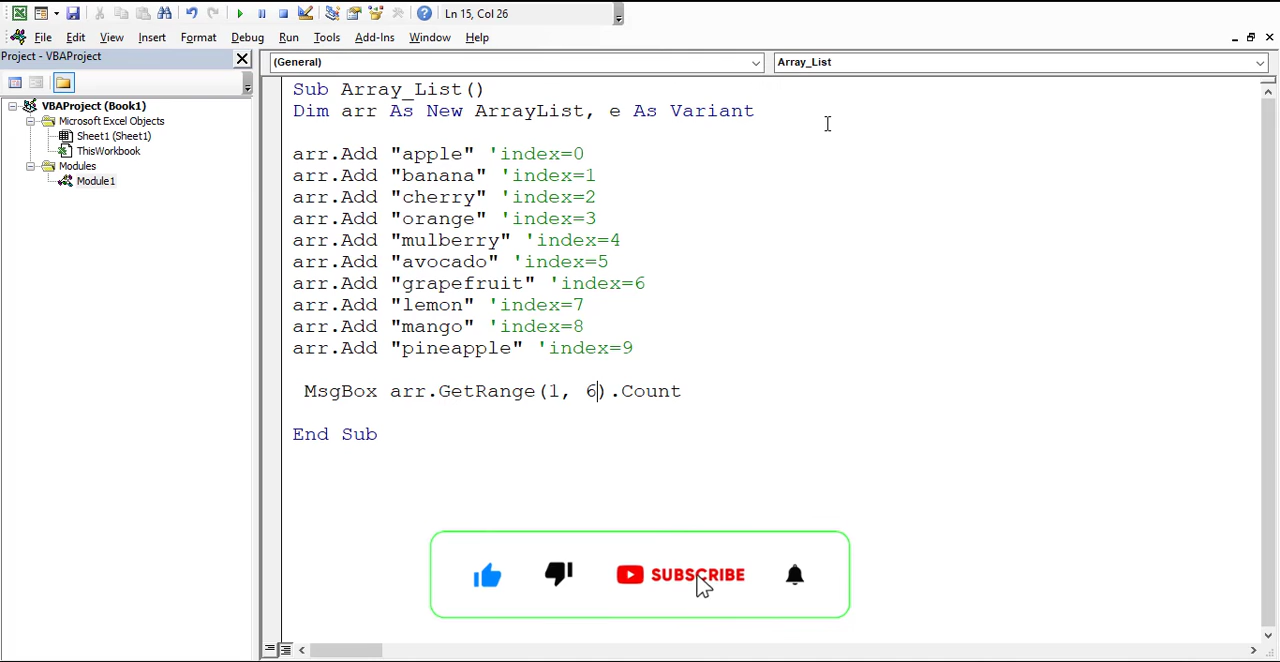 Ln 15, Col 26
File Edit View Insert Format Debug Run Tools Add-Ins Window Help
Project - VBAProject
(General) Array_List
VBAProject (Book1)
Microsoft Excel Objects
Sheet1 (Sheet1)
ThisWorkbook
Modules
Module1
Sub Array_List()
Dim arr As New ArrayList, e As Variant
arr.Add "apple" 'index=0
arr.Add "banana" 'index=1
arr.Add "cherry" 'index=2
arr.Add "orange" 'index=3
arr.Add "mulberry" 'index=4
arr.Add "avocado" 'index=5
arr.Add "grapefruit" 'index=6
arr.Add "lemon" 'index=7
arr.Add "mango" 'index=8
arr.Add "pineapple" 'index=9
MsgBox arr.GetRange(1, 6).Count
End Sub
SUBSCRIBE